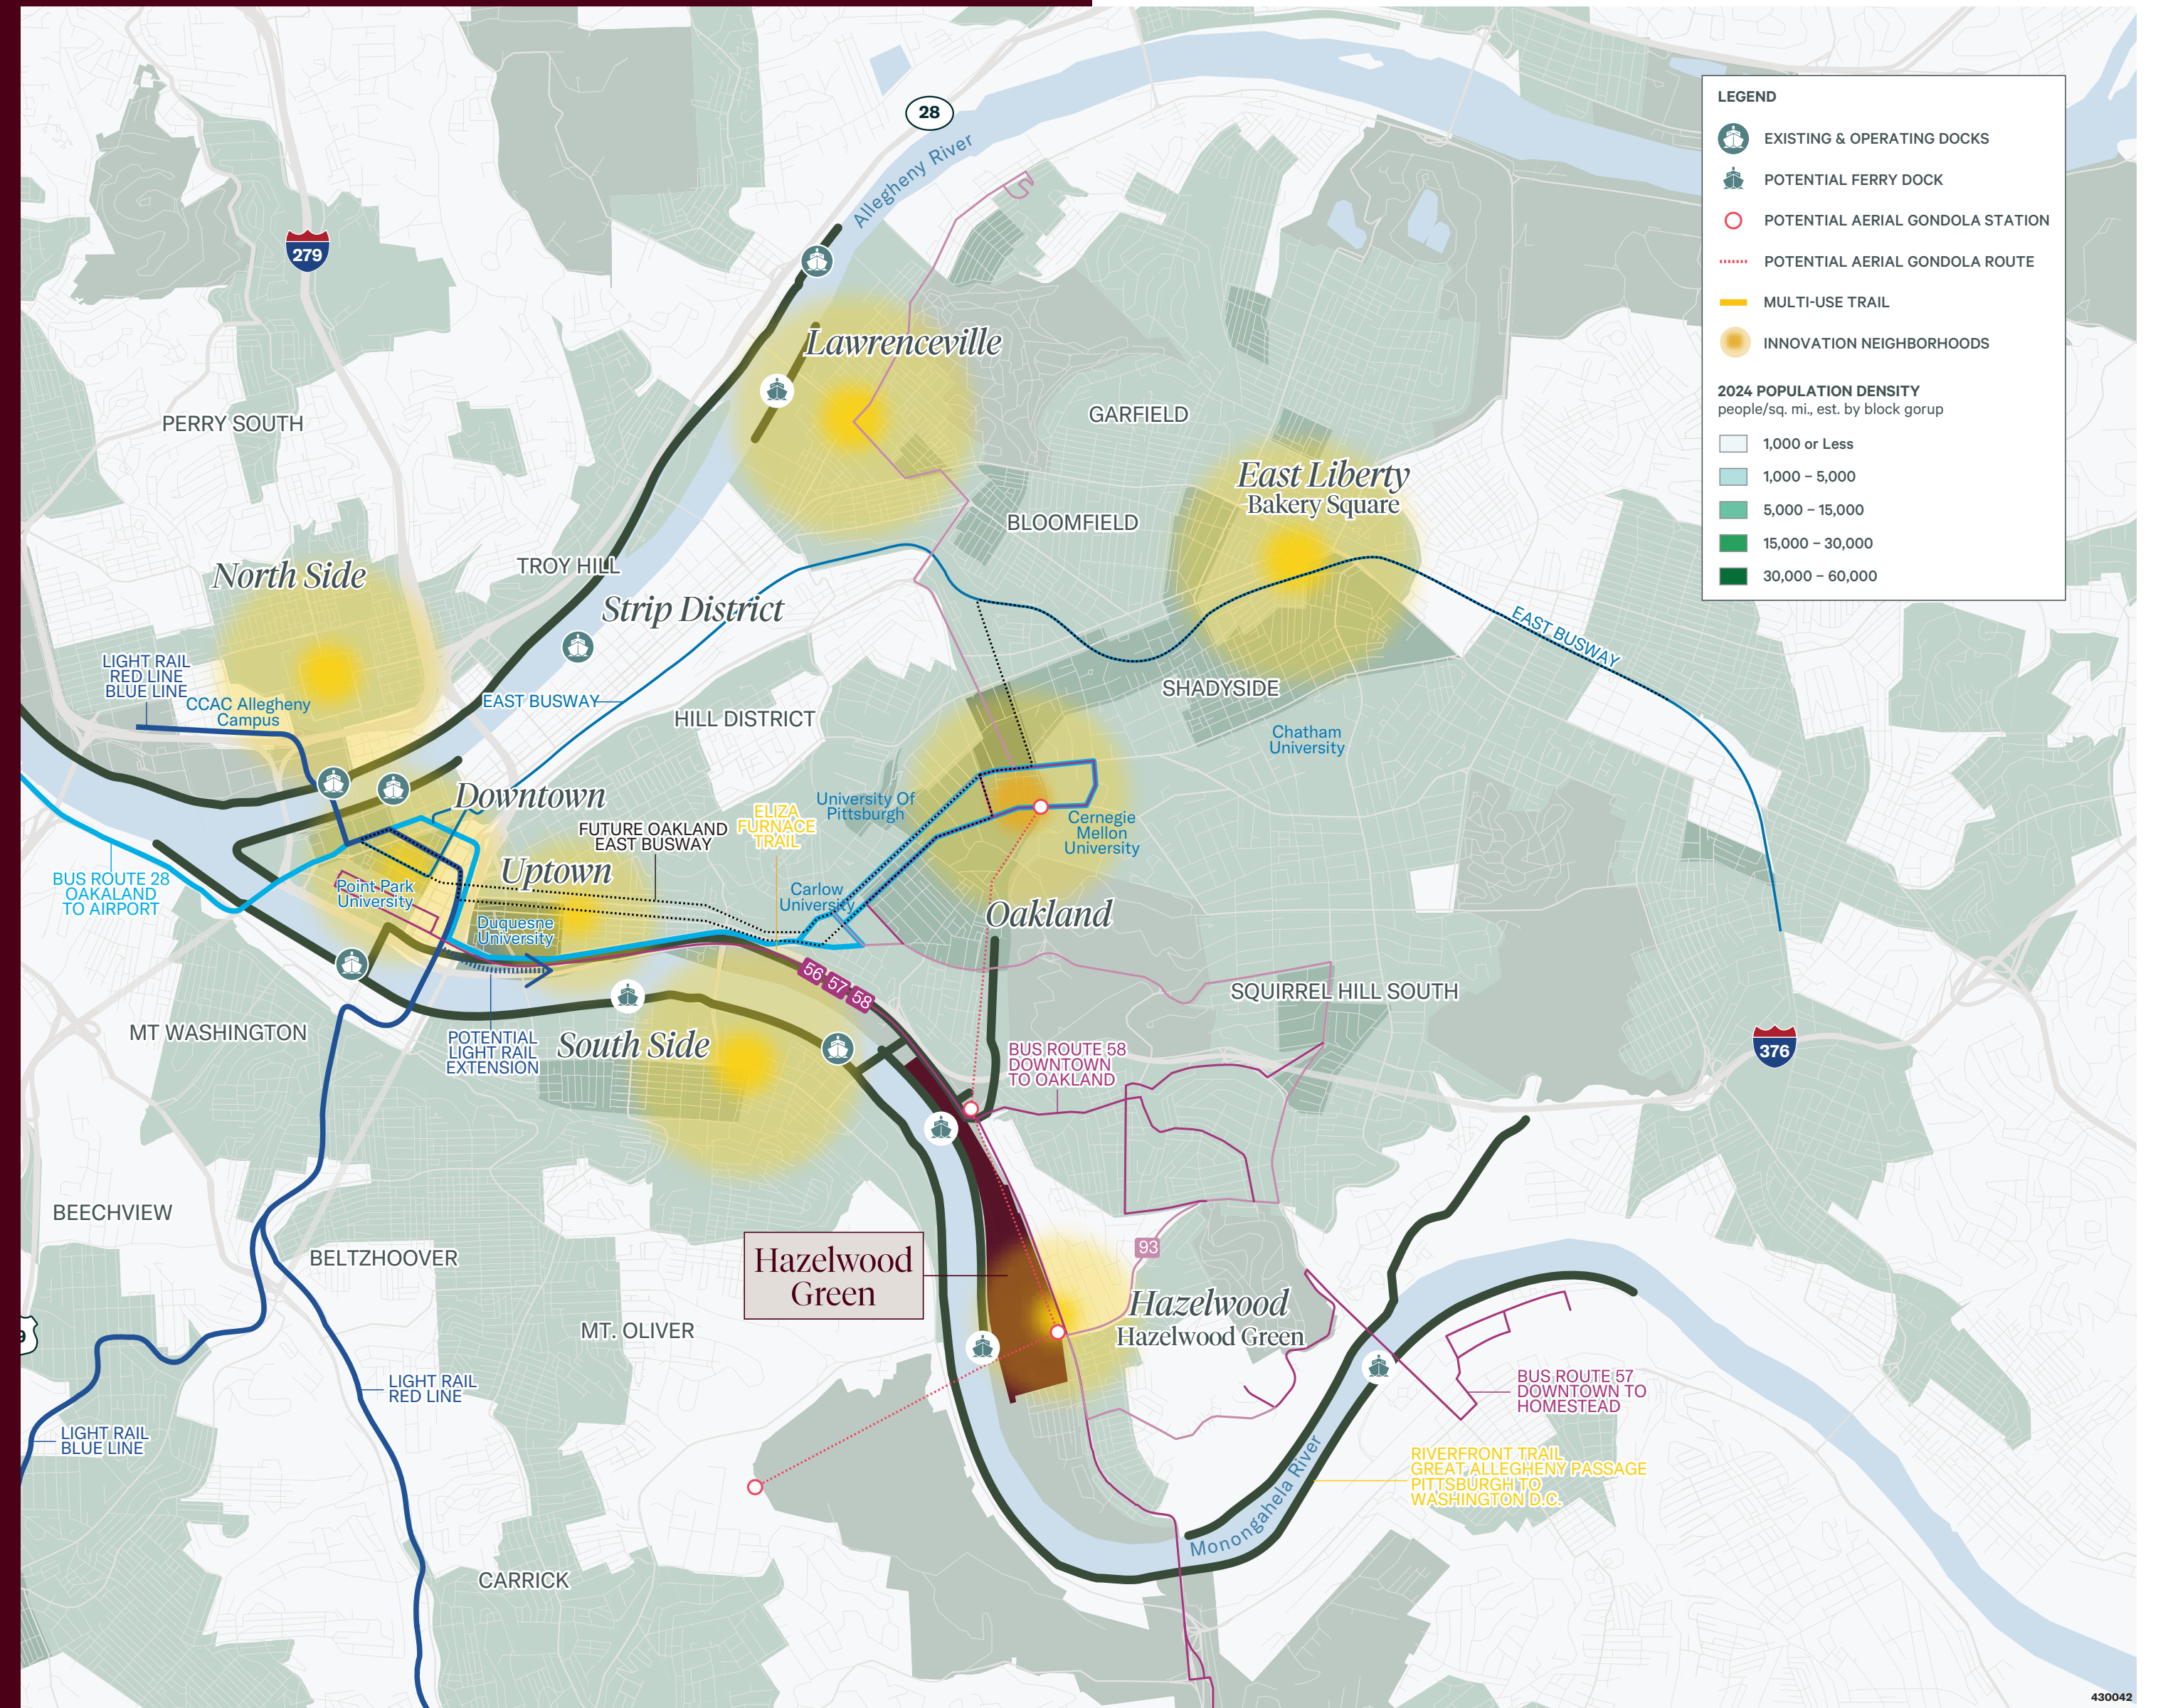 28
Allegheny River
279
LEGEND
EXISTING & OPERATING DOCKS
POTENTIAL FERRY DOCK
POTENTIAL AERIAL GONDOLA STATION
POTENTIAL AERIAL GONDOLA ROUTE
MULTI-USE TRAIL
INNOVATION NEIGHBORHOODS
2024 POPULATION DENSITY
people/sq. mi., est. by block gorup
1,000 or Less
1,000 – 5,000
5,000 – 15,000
15,000 – 30,000
30,000 – 60,000
Lawrenceville
PERRY SOUTH
GARFIELD
East Liberty
Bakery Square
BLOOMFIELD
North Side
TROY HILL
Strip District
EAST BUSWAY
LIGHT RAIL
RED LINE
BLUE LINE
CCAC Allegheny
Campus
EAST BUSWAY
HILL DISTRICT
SHADYSIDE
Chatham
University
Downtown
University Of
Pittsburgh
ELIZA
FURNACE
TRAIL
FUTURE OAKLAND
EAST BUSWAY
Carnegie
Mellon
University
Uptown
BUS ROUTE 28
OAKALAND
TO AIRPORT
Point Park
University
Carlow
University
Duquesne
University
Oakland
56
57
58
SQUIRREL HILL SOUTH
MT WASHINGTON
POTENTIAL
LIGHT RAIL
EXTENSION
South Side
BUS ROUTE 58
DOWNTOWN
TO OAKLAND
376
BEECHVIEW
BELTZHOOVER
Hazelwood
Green
93
Hazelwood
Hazelwood Green
9
MT. OLIVER
LIGHT RAIL
RED LINE
BUS ROUTE 57
DOWNTOWN TO
HOMESTEAD
LIGHT RAIL
BLUE LINE
RIVERFRONT TRAIL
GREAT ALLEGHENY PASSAGE
PITTSBURGH TO
WASHINGTON D.C.
Monongahela River
CARRICK
430042